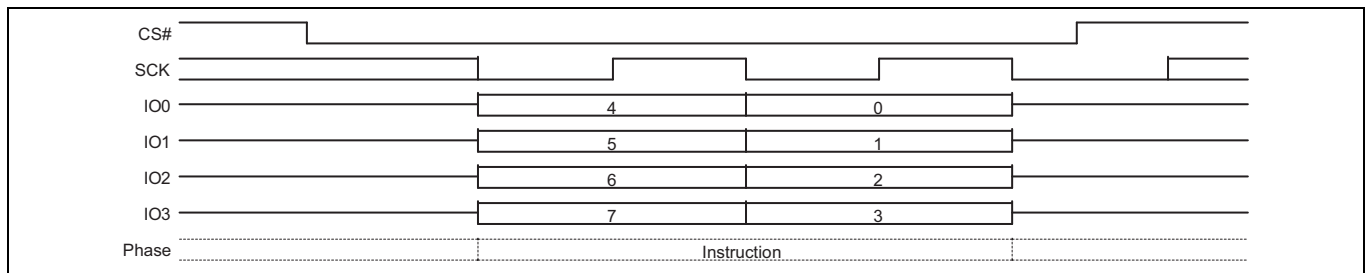 CS#
SCK
IO0 4 0
IO1 5 1
IO2 6 2
IO3 7 3
Phase Instruction